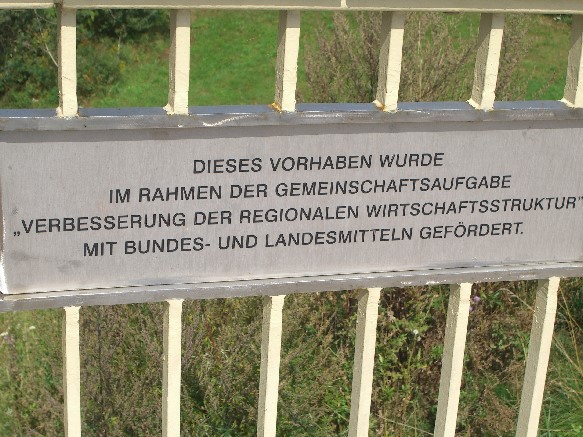 DIESES VORHABEN WURDE
IM RAHMEN DER GEMEINSCHAFTSAUFGABE
„VERBESSERUNG DER REGIONALEN WIRTSCHAFTSSTRUKTUR"
MIT BUNDES- UND LANDESMITTELN GEFÖRDERT.